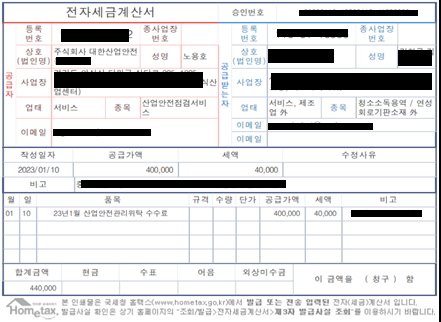 전자세금계산서
승인번호
등록번호
종사업장번호
등록번호
종사업장번호
공급자
상호(법인명)
주식회사 대한산업안전
성명
노용호
공급받는자
상호(법인명)
성명
사업장
사업장
업태
서비스
종목
산업안전점검서비스
업태
서비스, 제조업 外
종목
청소소독용역 / 연성회로기판소재 外
이메일
이메일
이메일
작성일자
공급가액
세액
수정사유
2023/01/10
400,000
40,000
비고
월 일 품목 규격 수량 단가 공급가액 세액 비고
01 10 23년1월 산업안전관리위탁 수수료 400,000 40,000
합계금액 현금 수표 어음 외상미수금
이 금액을 ( 청구 ) 함
440,000
Hometax.
본 인쇄물은 국세청 홈택스(www.hometax.go.kr)에서 발급 또는 전송 입력된 전자(세금)계산서 입니다.
발급사실 확인은 상기 홈페이지의 "조회/발급>전자세금계산서>제3자 발급사실 조회"를 이용하시기 바랍니다.